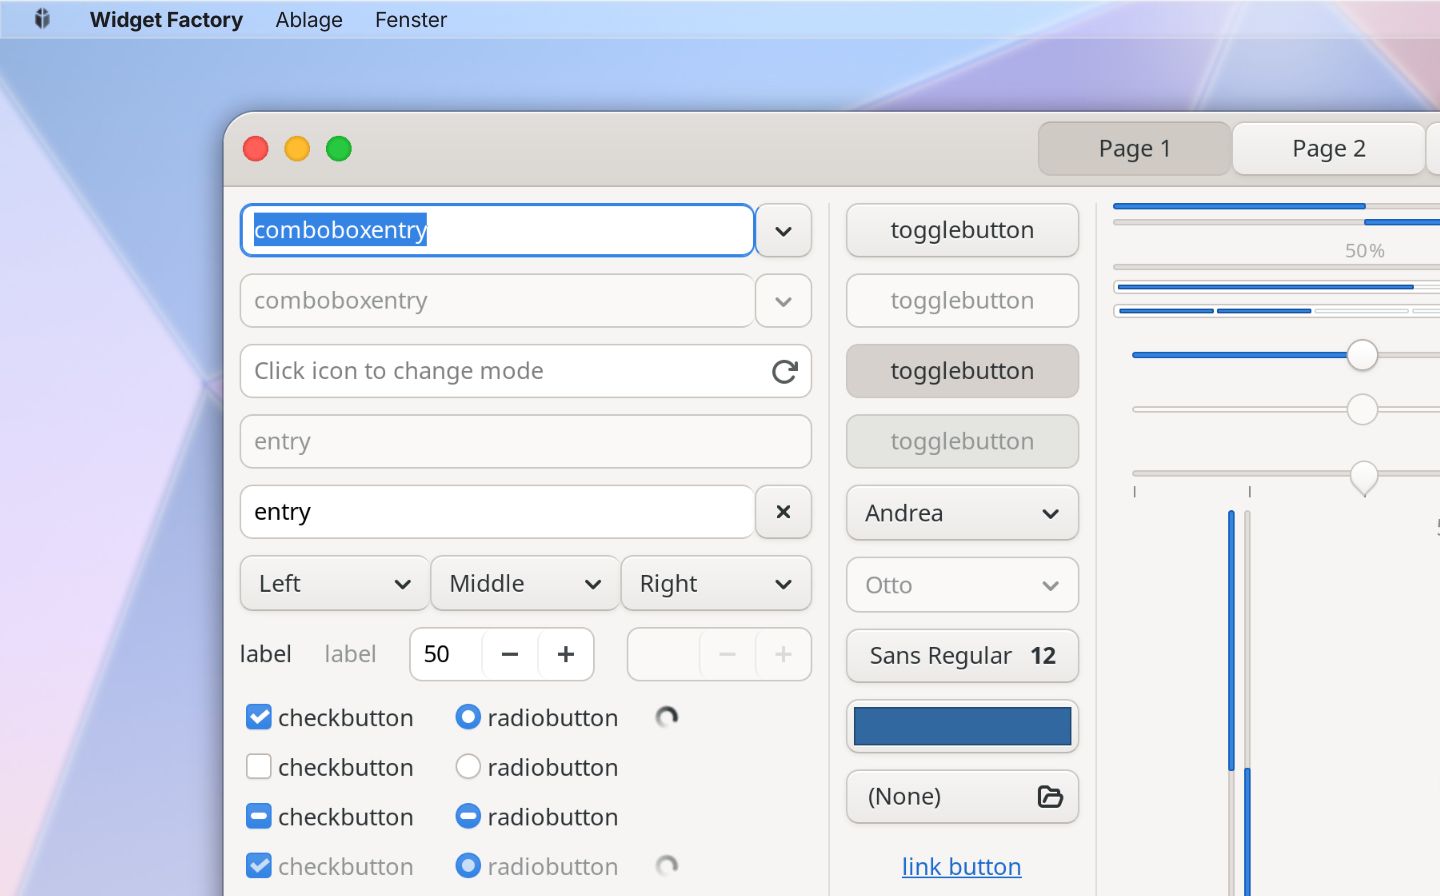 Widget Factory Ablage Fenster
Page 1 Page 2
comboboxentry
togglebutton
50%
comboboxentry
togglebutton
Click icon to change mode
togglebutton
entry
togglebutton
entry
Andrea
Left Middle Right
Otto
label label 50
Sans Regular 12
checkbutton radiobutton
checkbutton radiobutton
(None)
checkbutton radiobutton
checkbutton radiobutton
link button